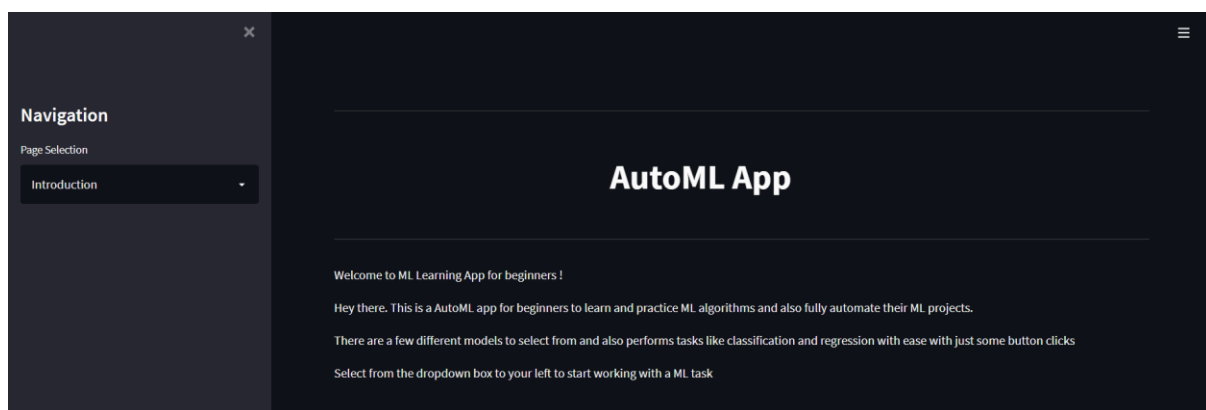 Navigation
Page Selection
Introduction
AutoML App
Welcome to ML Learning App for beginners !
Hey there. This is a AutoML app for beginners to learn and practice ML algorithms and also fully automate their ML projects.
There are a few different models to select from and also performs tasks like classification and regression with ease with just some button clicks
Select from the dropdown box to your left to start working with a ML task